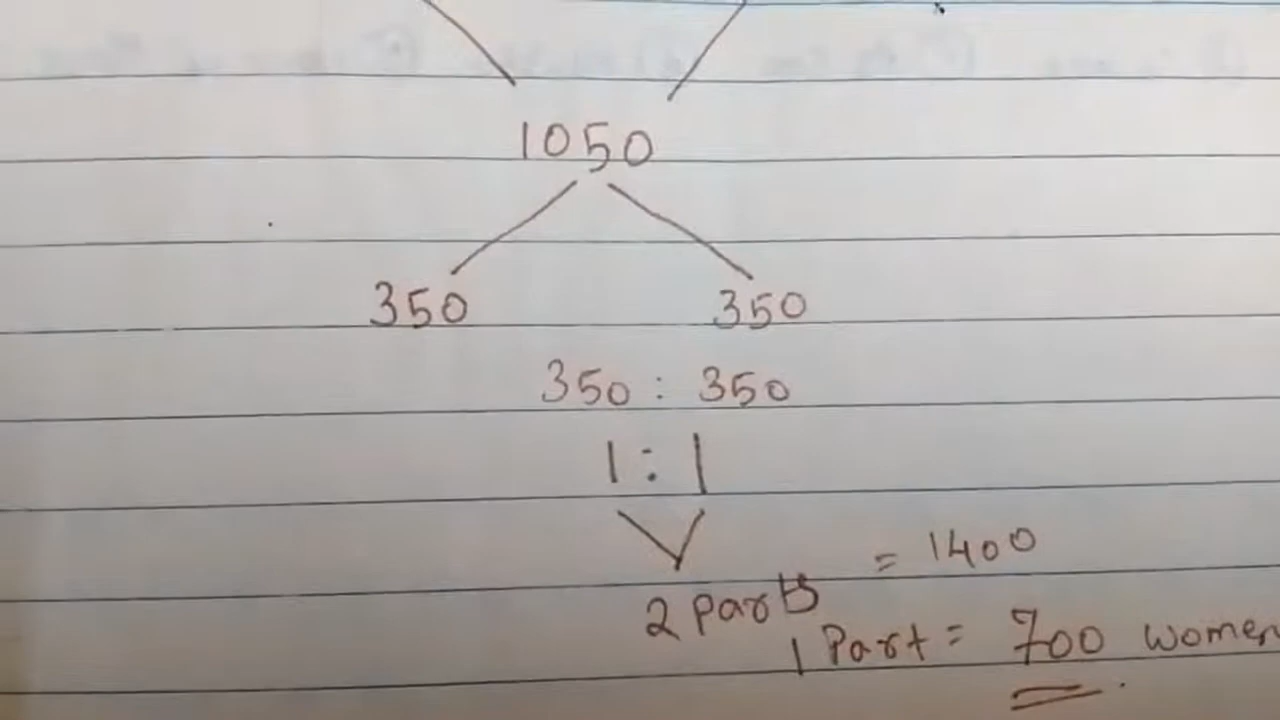 1050
350 350
350 : 350
1 : 1
2 Parts = 1400
1 Part = 700 women